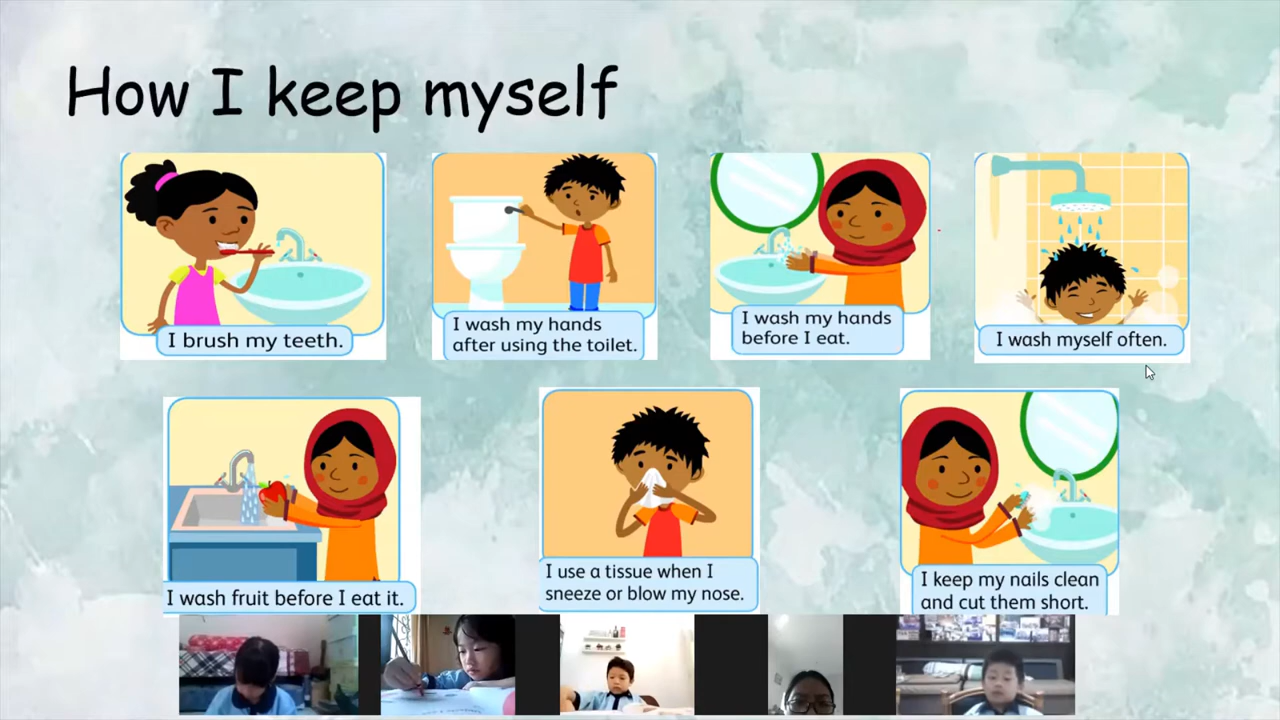 How I keep myself
I brush my teeth.
I wash my hands
after using the toilet.
I wash my hands
before I eat.
I wash myself often.
I wash fruit before I eat it.
I use a tissue when I
sneeze or blow my nose.
I keep my nails clean
and cut them short.